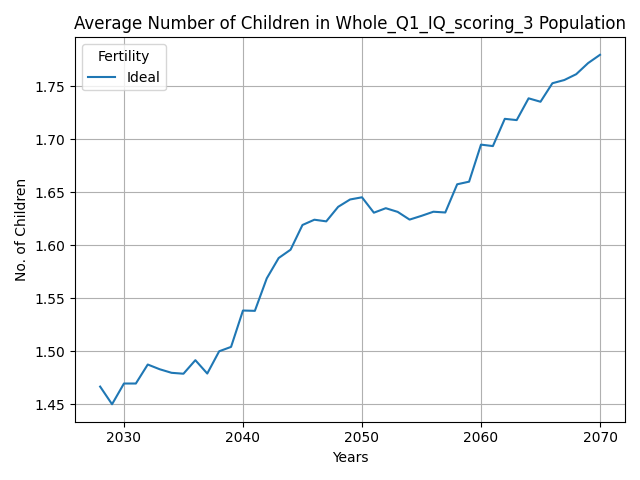 Average Number of Children in Whole_Q1_IQ_scoring_3 Population
Fertility
Ideal
No. of Children
1.75
1.70
1.65
1.60
1.55
1.50
1.45
2030 2040 2050 2060 2070
Years